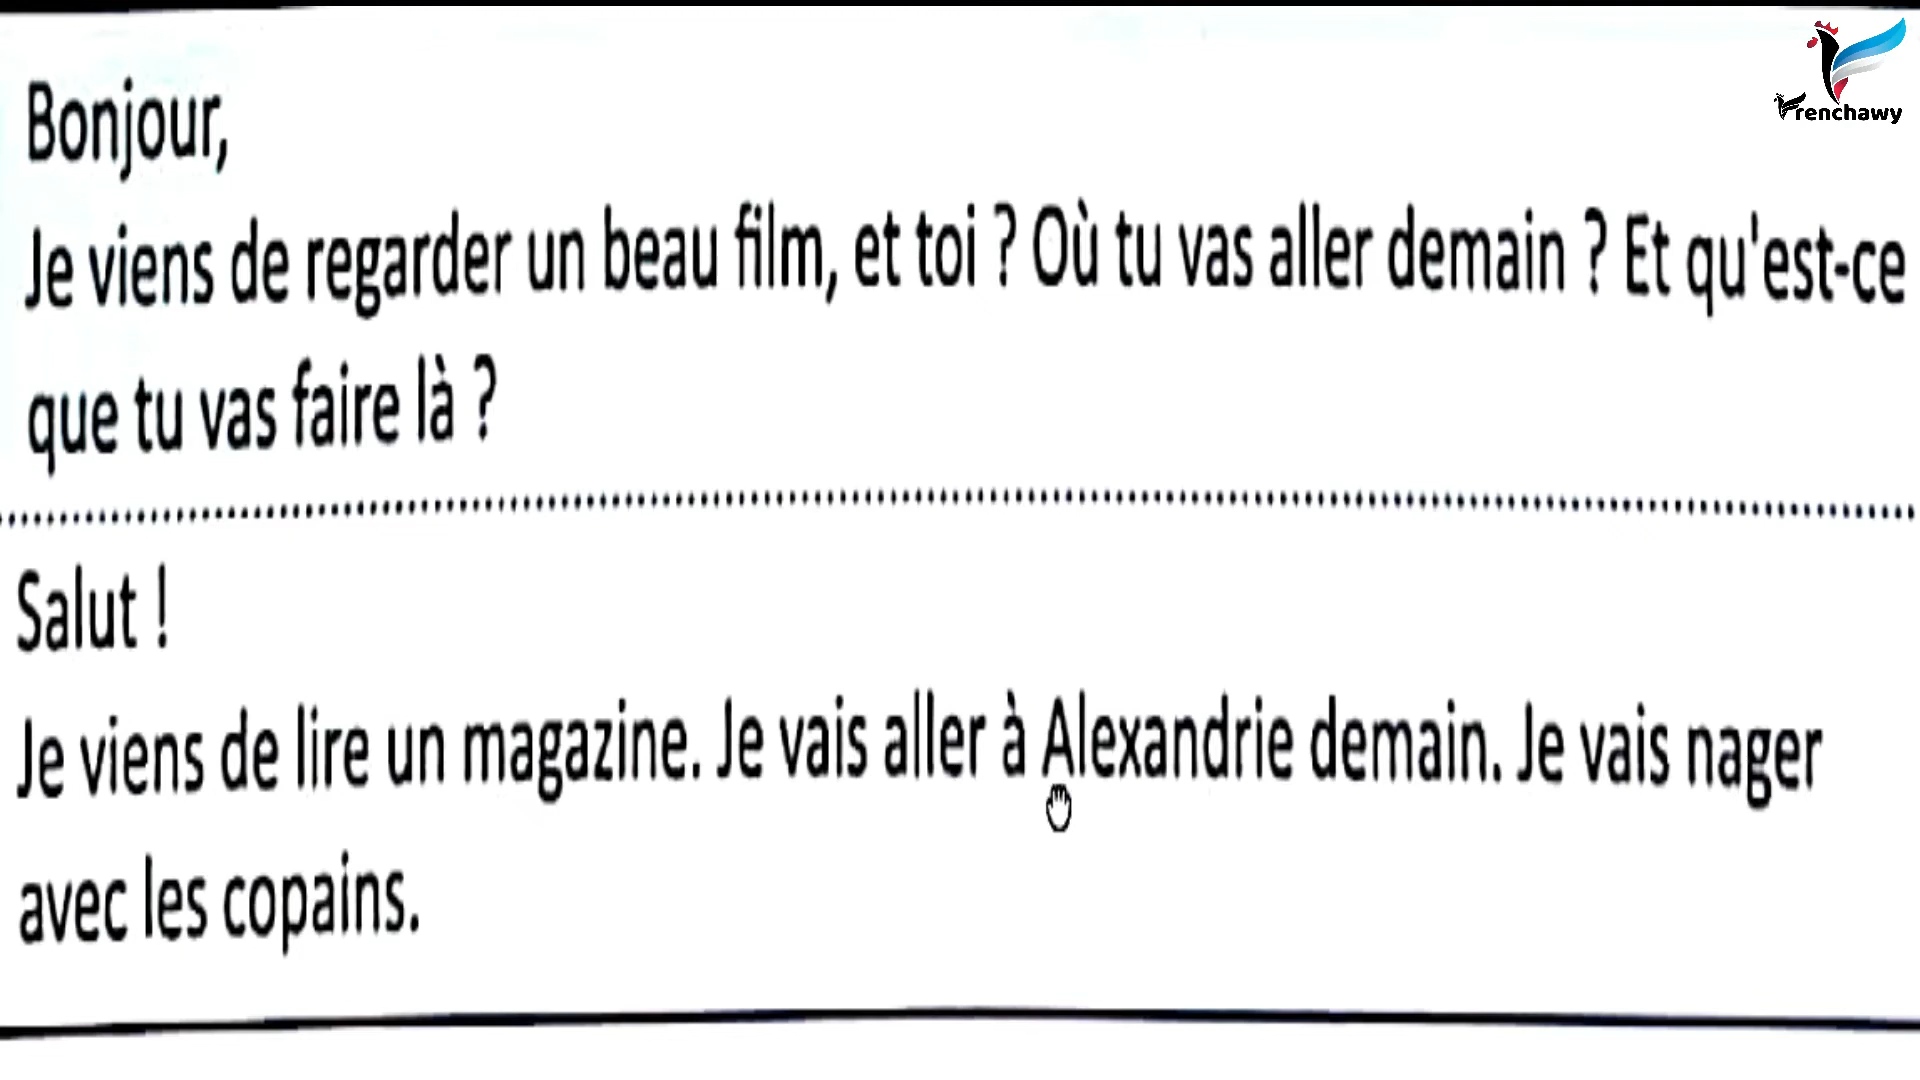 Frenchawy
Bonjour,
Je viens de regarder un beau film, et toi ? Où tu vas aller demain ? Et qu'est-ce
que tu vas faire là ?
Salut !
Je viens de lire un magazine. Je vais aller à Alexandrie demain. Je vais nager
avec les copains.